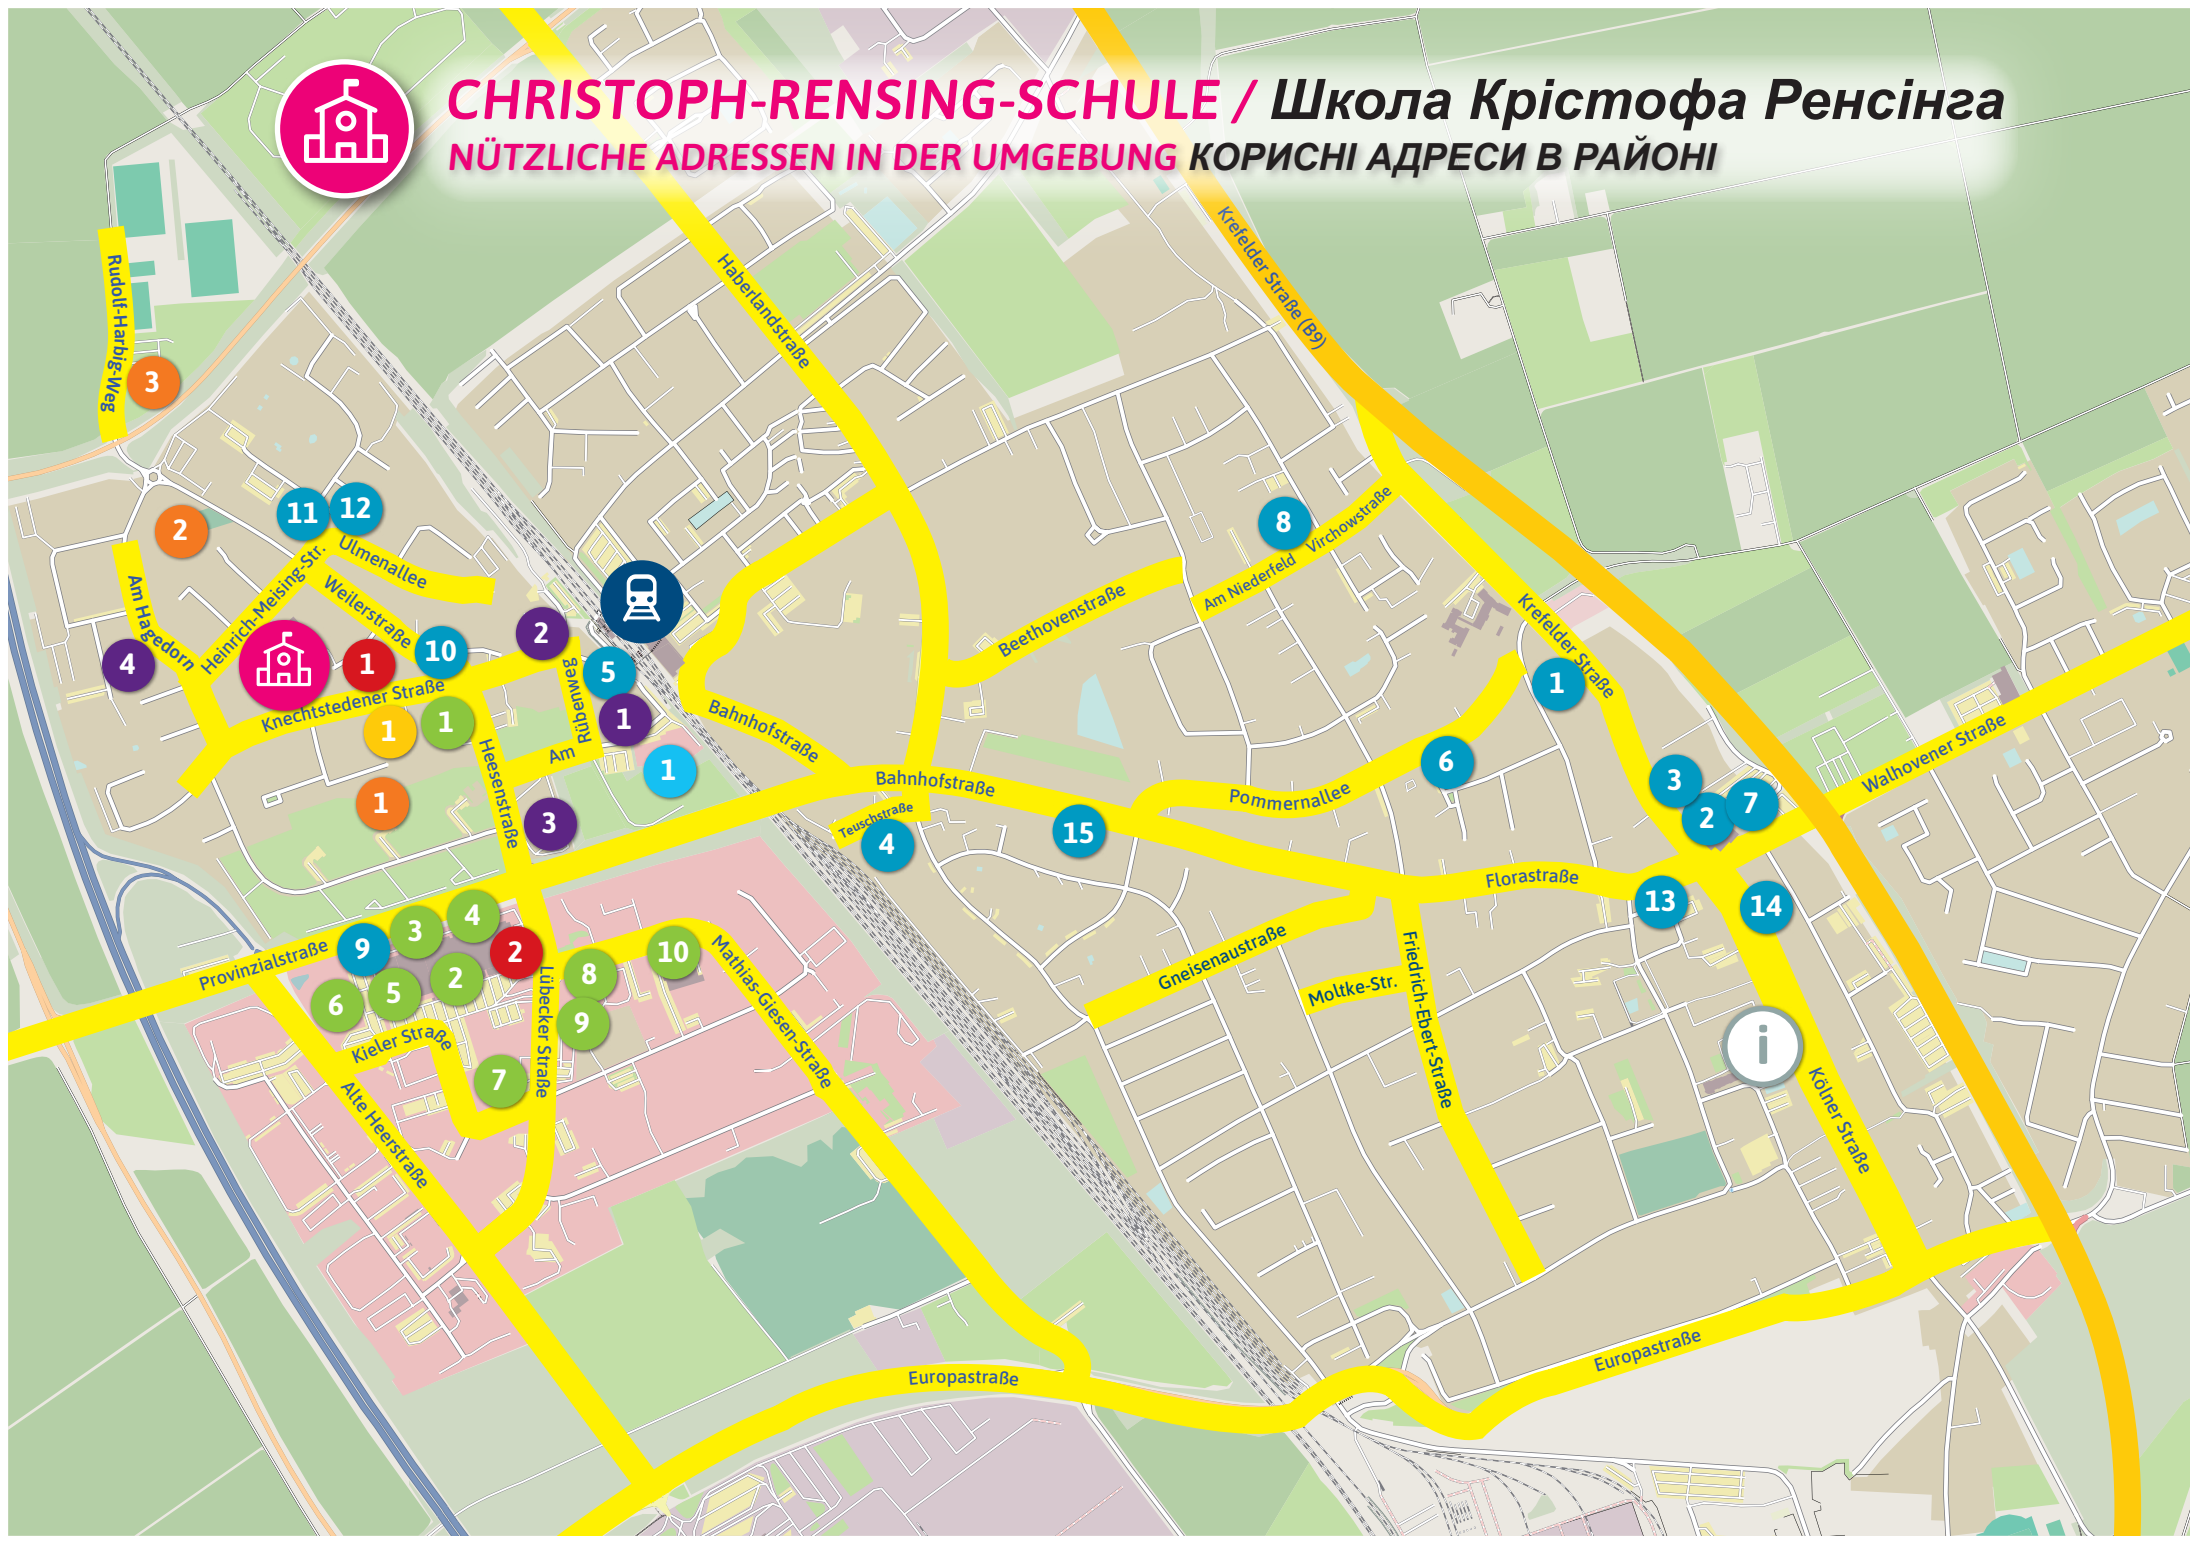 CHRISTOPH-RENSING-SCHULE / Школа Крістофа Ренсінга
NÜTZLICHE ADRESSEN IN DER UMGEBUNG КОРИСНІ АДРЕСИ В РАЙОНІ
Krefelder Straße (B9)
Haberlandstraße
Rudolf-Harbig-Weg
3
2
11
12
8
Virchowstraße
Am Niederfeld
Ulmenallee
Heinrich-Meising-Str.
Weilerstraße
Am Hagedorn
Beethovenstraße
Krefelder Straße
4
1
10
2
5
1
Knechtstedener Straße
1
1
1
Rübenweg
Am
1
1
Heesenstraße
3
Bahnhofstraße
Bahnhofstraße
Teuschstraße
4
15
Pommernallee
6
1
3
2
7
Walhovener Straße
Florastraße
13
14
Provinzialstraße
9
3
4
2
2
5
6
8
10
9
7
Kieler Straße
Lübecker Straße
Mathias-Giesen-Straße
Alte Heerstraße
Gneisenaustraße
Moltke-Str.
Friedrich-Ebert-Straße
i
Kölner Straße
Europastraße
Europastraße